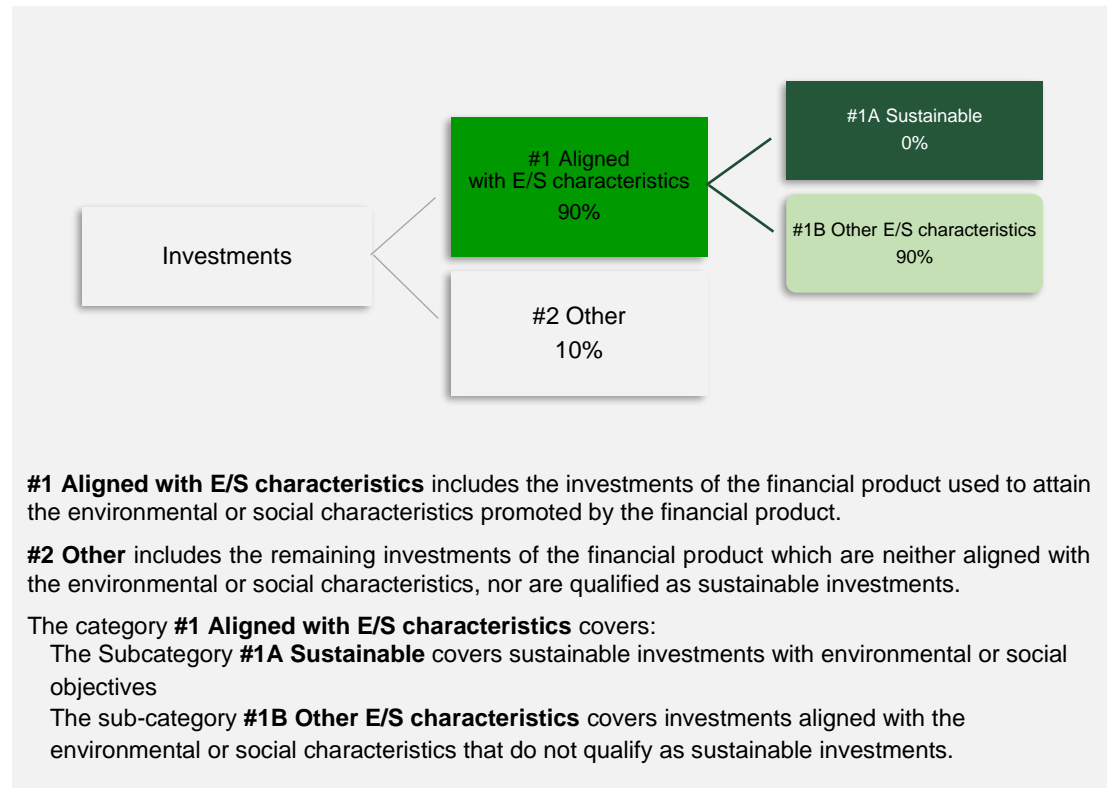 #1A Sustainable
0%
#1 Aligned
with E/S characteristics
90%
#1B Other E/S characteristics
90%
Investments
#2 Other
10%
#1 Aligned with E/S characteristics includes the investments of the financial product used to attain
the environmental or social characteristics promoted by the financial product.
#2 Other includes the remaining investments of the financial product which are neither aligned with
the environmental or social characteristics, nor are qualified as sustainable investments.
The category #1 Aligned with E/S characteristics covers:
The Subcategory #1A Sustainable covers sustainable investments with environmental or social
objectives
The sub-category #1B Other E/S characteristics covers investments aligned with the
environmental or social characteristics that do not qualify as sustainable investments.